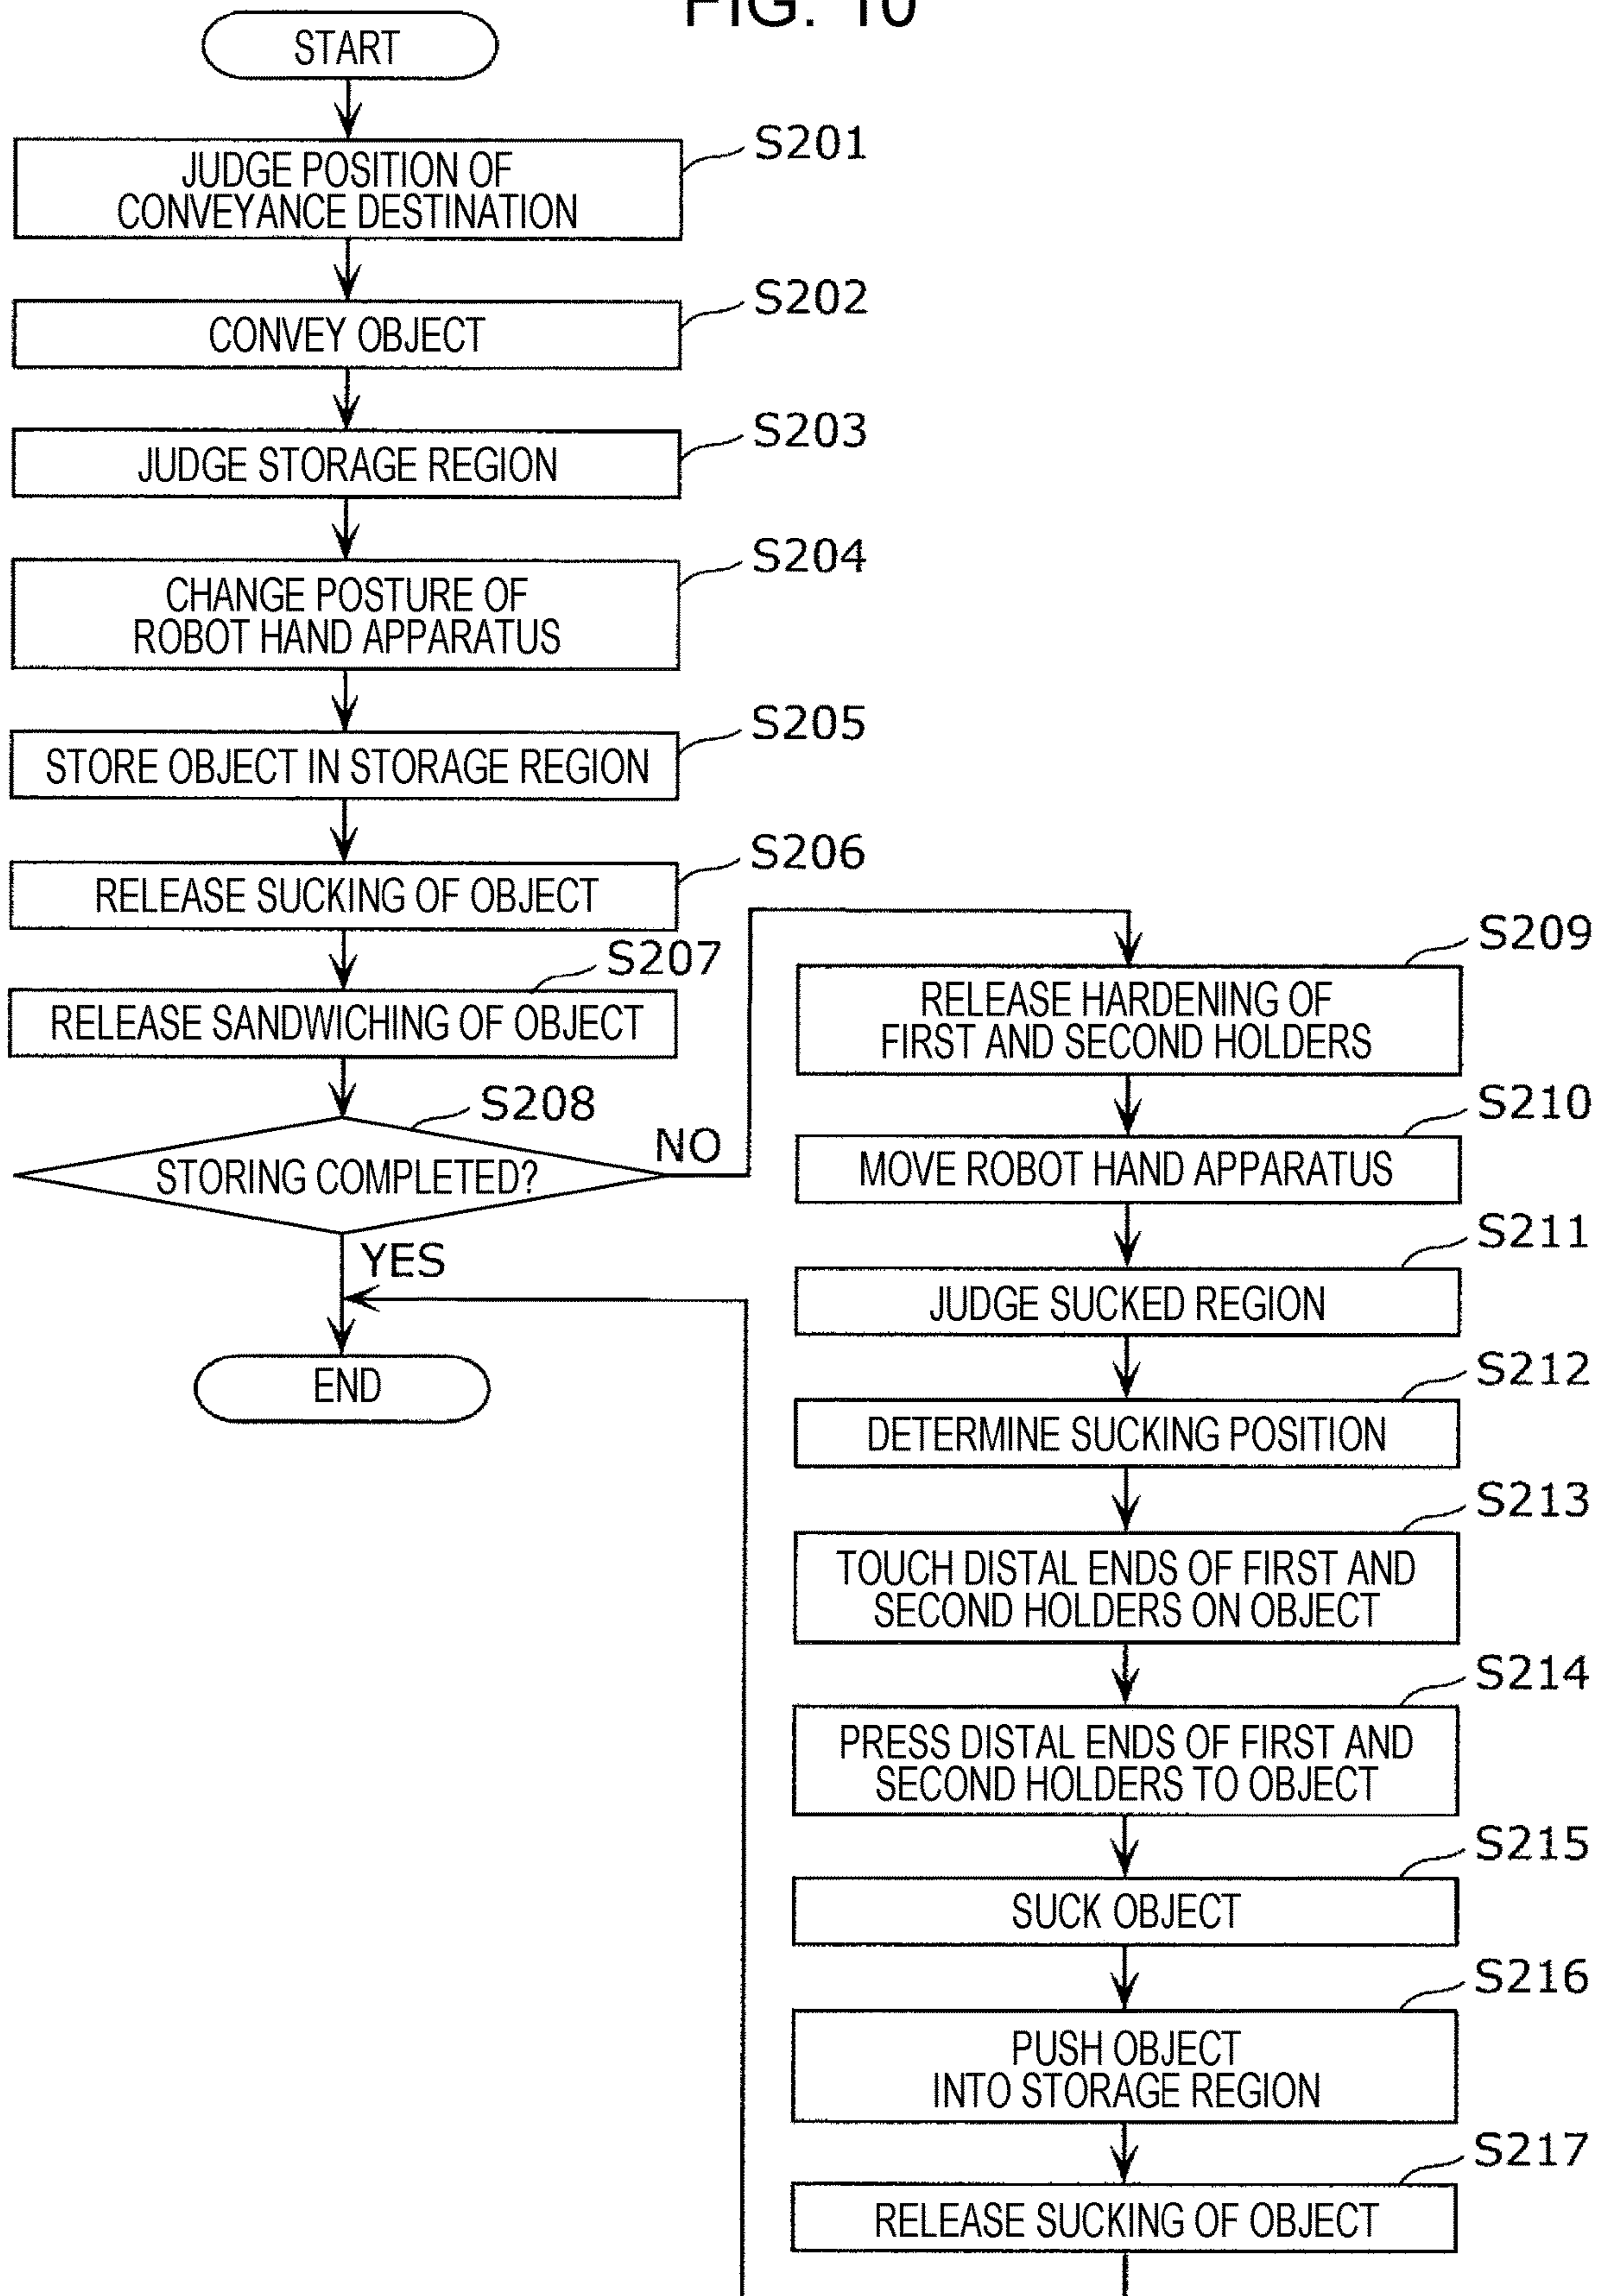 FIG. 10
START
S201
JUDGE POSITION OF
CONVEYANCE DESTINATION
S202
CONVEY OBJECT
S203
JUDGE STORAGE REGION
S204
CHANGE POSTURE OF
ROBOT HAND APPARATUS
S205
STORE OBJECT IN STORAGE REGION
S206
RELEASE SUCKING OF OBJECT
S207
RELEASE SANDWICHING OF OBJECT
S208
STORING COMPLETED?
NO
YES
END
S209
RELEASE HARDENING OF
FIRST AND SECOND HOLDERS
S210
MOVE ROBOT HAND APPARATUS
S211
JUDGE SUCKED REGION
S212
DETERMINE SUCKING POSITION
S213
TOUCH DISTAL ENDS OF FIRST AND
SECOND HOLDERS ON OBJECT
S214
PRESS DISTAL ENDS OF FIRST AND
SECOND HOLDERS TO OBJECT
S215
SUCK OBJECT
S216
PUSH OBJECT
INTO STORAGE REGION
S217
RELEASE SUCKING OF OBJECT